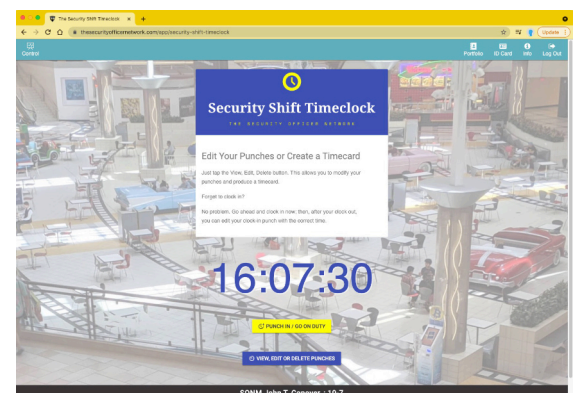 The Security Shift Timeclock
thesecurityofficernetwork.com/app/security-shift-timeclock
Update
Control
Portfolio
ID Card
Info
Log Out
Security Shift Timeclock
THE SECURITY OFFICER NETWORK
Edit Your Punches or Create a Timecard
Just tap the View, Edit, Delete button. This allows you to modify your
punches and produce a timecard.
Forget to clock in?
No problem. Go ahead and clock in now; then, after your clock out,
you can edit your clock-in punch with the correct time.
16:07:30
PUNCH IN / GO ON DUTY
VIEW, EDIT OR DELETE PUNCHES